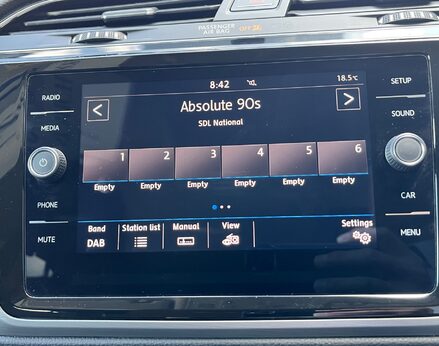 PASSENGER
AIR BAG OFF
8:42 18.5°C
RADIO
SETUP
< Absolute 90s >
SDL National
MEDIA
SOUND
1 2 3 4 5 6
Empty Empty Empty Empty Empty Empty
PHONE
CAR
Band Station list Manual View Settings
DAB
MUTE
MENU